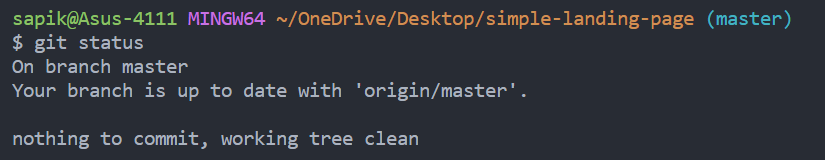 sapik@Asus-4111 MINGW64 ~/OneDrive/Desktop/simple-landing-page (master)
$ git status
On branch master
Your branch is up to date with 'origin/master'.
nothing to commit, working tree clean